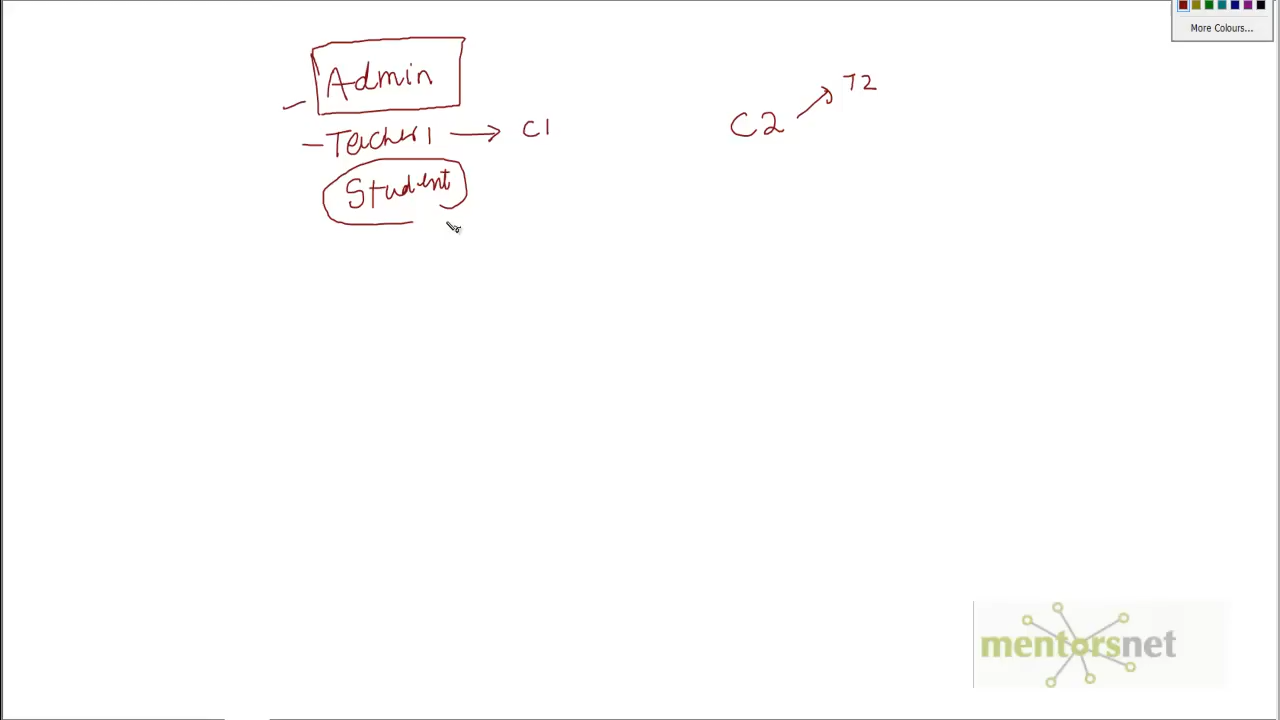 More Colours...
Admin
Teacher1 → C1
Student
C2 → T2
mentorsnet